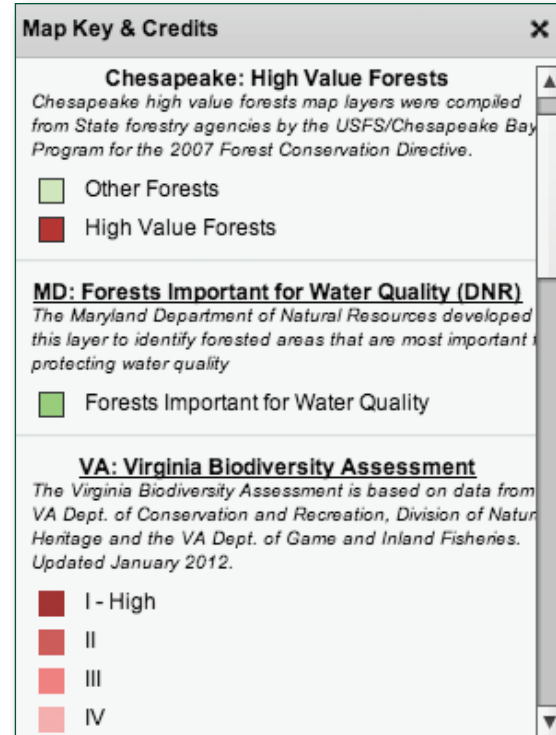 Map Key & Credits
Chesapeake: High Value Forests
Chesapeake high value forests map layers were compiled
from State forestry agencies by the USFS/Chesapeake Bay
Program for the 2007 Forest Conservation Directive.
Other Forests
High Value Forests
MD: Forests Important for Water Quality (DNR)
The Maryland Department of Natural Resources developed
this layer to identify forested areas that are most important
protecting water quality
Forests Important for Water Quality
VA: Virginia Biodiversity Assessment
The Virginia Biodiversity Assessment is based on data from
VA Dept. of Conservation and Recreation, Division of Natur
Heritage and the VA Dept. of Game and Inland Fisheries.
Updated January 2012.
I - High
II
III
IV